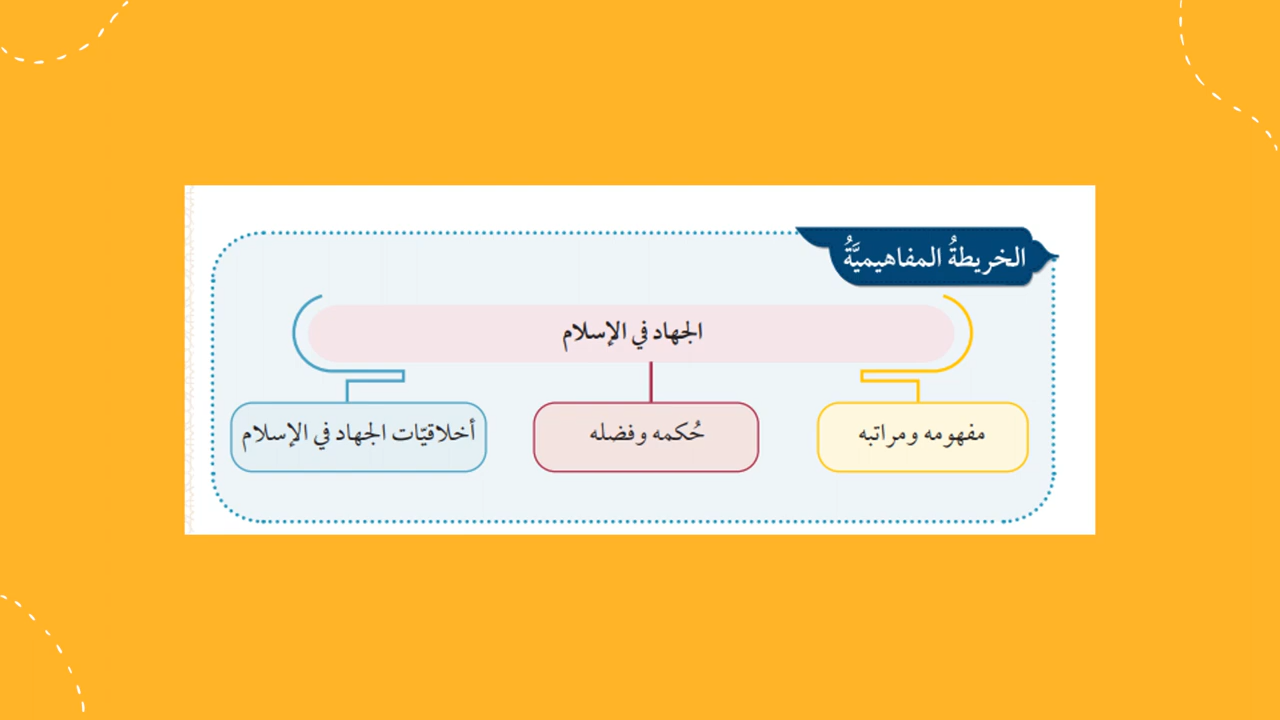 الخريطةُ المفاهيميَّةُ
الجهاد في الإسلام
مفهومه ومراتبه
حُكمه وفضله
أخلاقيّات الجهاد في الإسلام